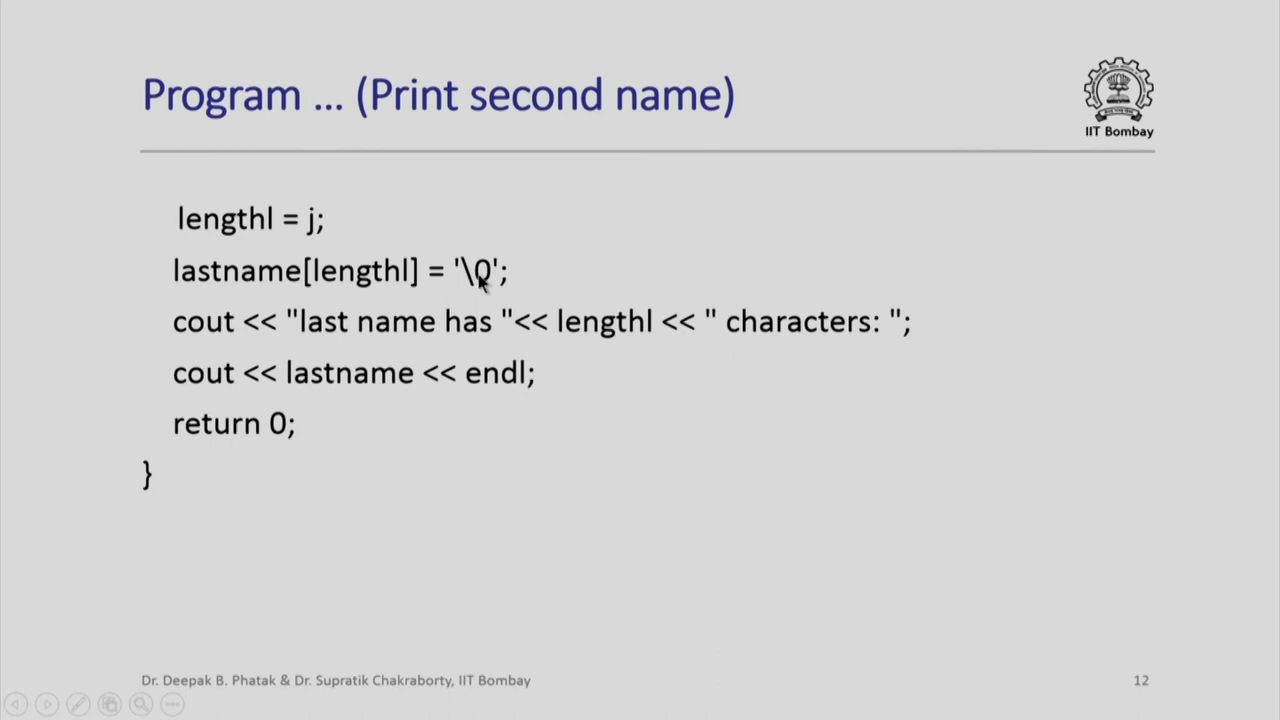 Program ... (Print second name)
IIT Bombay
lengthl = j;
lastname[lengthl] = '\0';
cout << "last name has "<< lengthl << " characters: ";
cout << lastname << endl;
return 0;
}
Dr. Deepak B. Phatak & Dr. Supratik Chakraborty, IIT Bombay
12